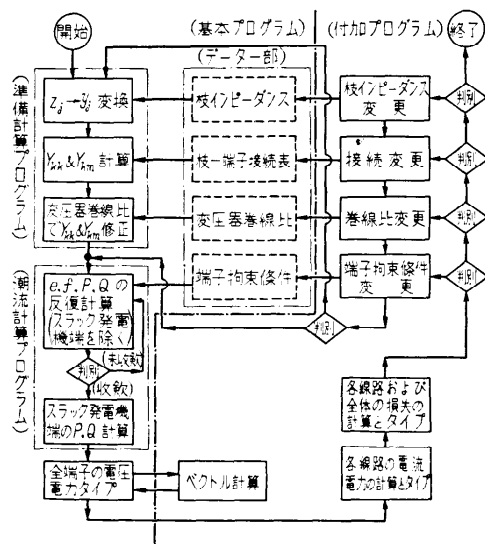 (基本プログラム)
(付加プログラム)
開始
終了
(データー部)
(準備計算プログラム)
Zj→yj 変換
枝インピーダンス
枝インピーダンス
変更
判別
Ykk&Ykm計算
枝―端子接続表
接続変更
判別
変圧器巻線比
でYkk&Ykm修正
変圧器巻線比
巻線比変更
判別
(潮流計算プログラム)
e.f.P.Qの
反復計算
(スラック発電
機端を除く)
端子拘束條件
端子拘束條件
変更
判別
判別
(未収斂)
判別
(収斂)
スラック発電機
端のP.Q計算
各線路および
全体の損失の
計算とタイプ
全端子の電圧
電力タイプ
ベクトル計算
各線路の電流
電力の計算とタイプ